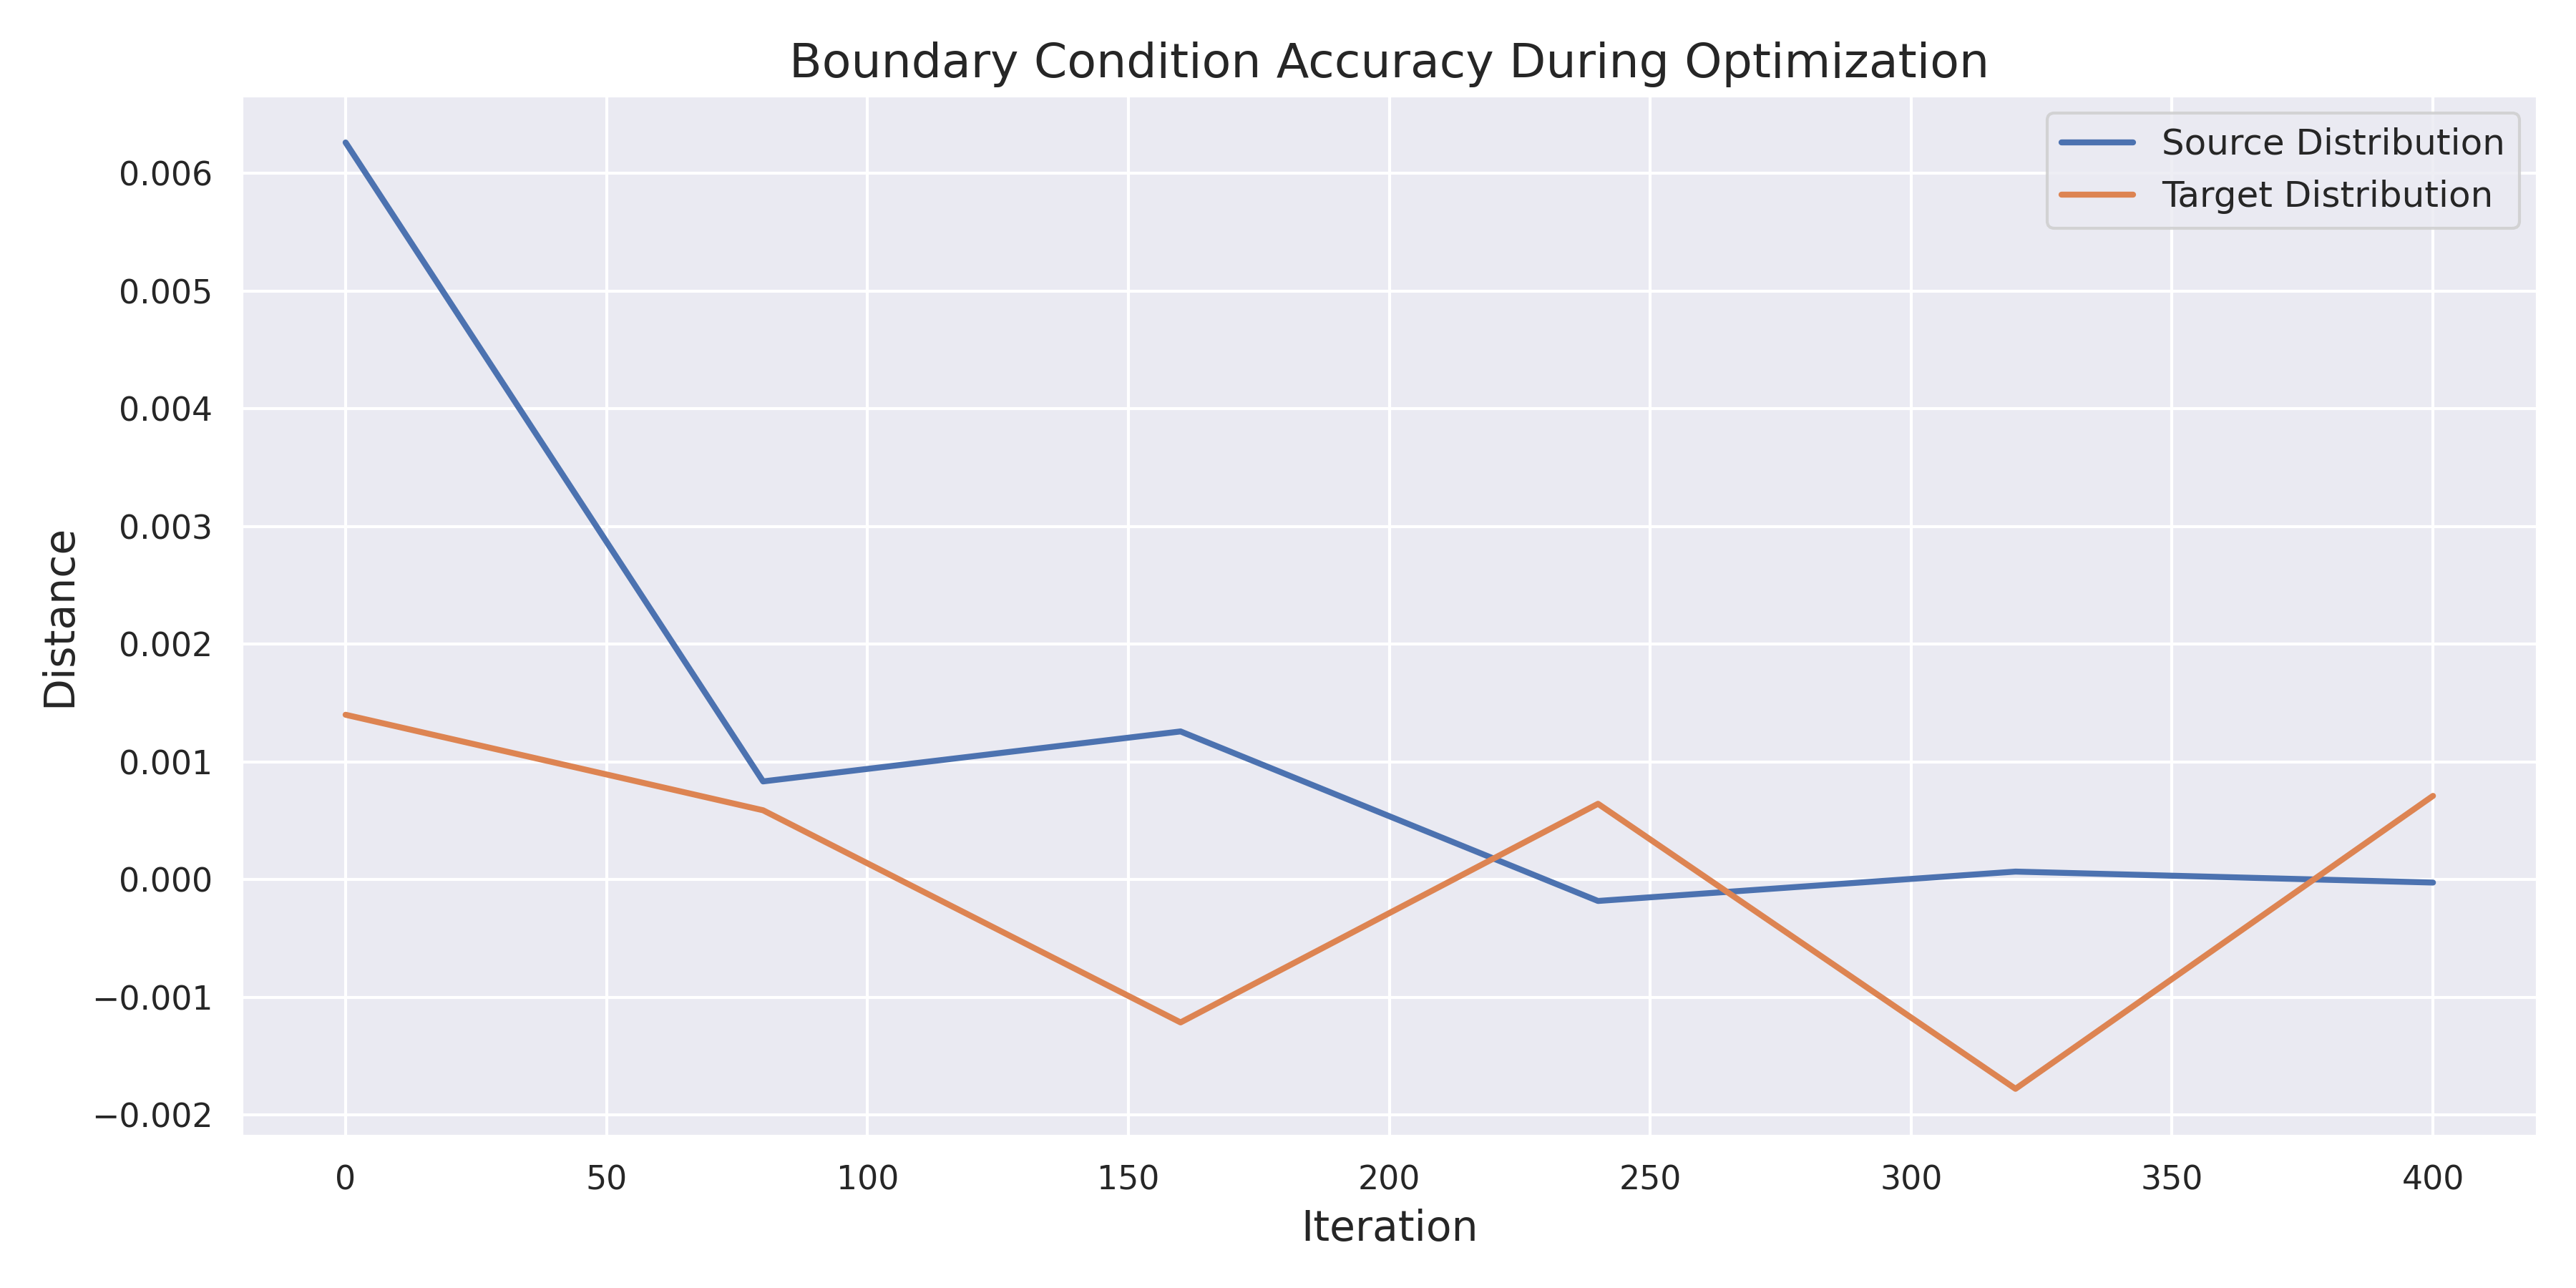 Boundary Condition Accuracy During Optimization
Source Distribution
Target Distribution
0.006
0.005
0.004
0.003
0.002
0.001
0.000
−0.001
−0.002
Distance
0 50 100 150 200 250 300 350 400
Iteration